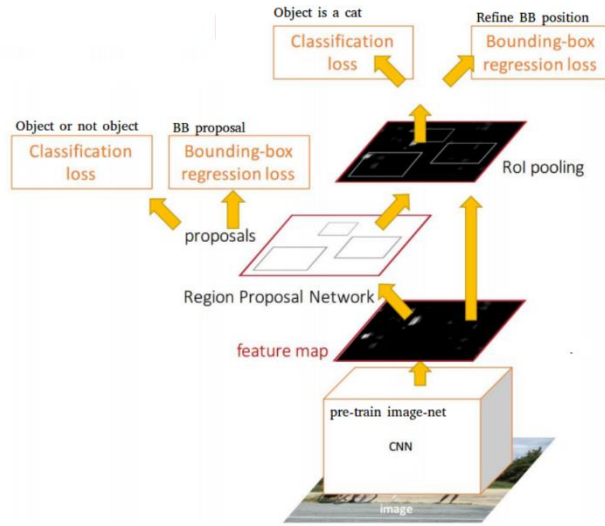 Object is a cat
Refine BB position
Classification
loss
Bounding-box
regression loss
Object or not object
BB proposal
Classification
loss
Bounding-box
regression loss
RoI pooling
proposals
Region Proposal Network
feature map
pre-train image-net
CNN
image